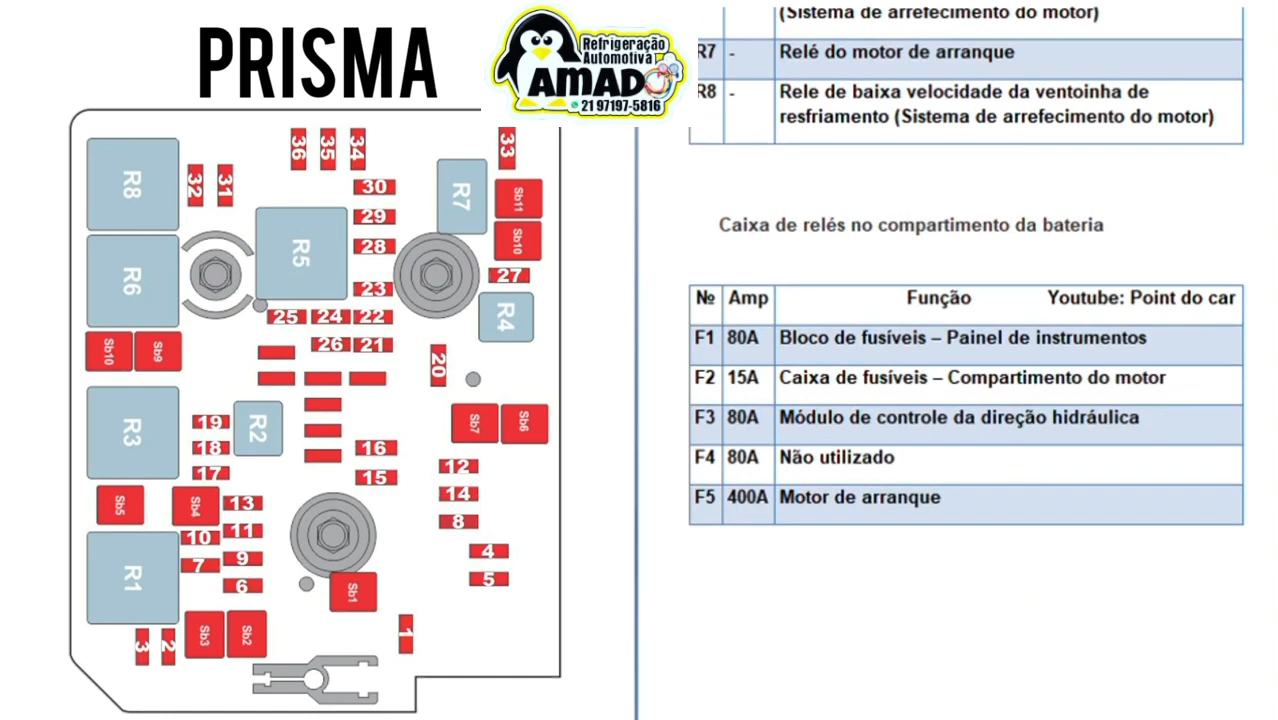 PRISMA
Refrigeração
Automotiva
AMADO
21 97197-5816
(Sistema de arrefecimento do motor)
R7 - Relé do motor de arranque
R8 - Rele de baixa velocidade da ventoinha de
resfriamento (Sistema de arrefecimento do motor)
Caixa de relés no compartimento da bateria
№ Amp Função Youtube: Point do car
F1 80A Bloco de fusíveis – Painel de instrumentos
F2 15A Caixa de fusíveis – Compartimento do motor
F3 80A Módulo de controle da direção hidráulica
F4 80A Não utilizado
F5 400A Motor de arranque
36 35 34 33
R8 32 31 30 R7 Sb11
29
R5 28 Sb10
R6 23 27
25 24 22 R4
26 21
Sb10 Sb9 20
R3 19 R2 Sb7 Sb6
18 16
17 15 12
Sb5 Sb4 13 14
10 11 8
7 9 4
R1 6 Sb1 5
3 2 Sb3 Sb2 1